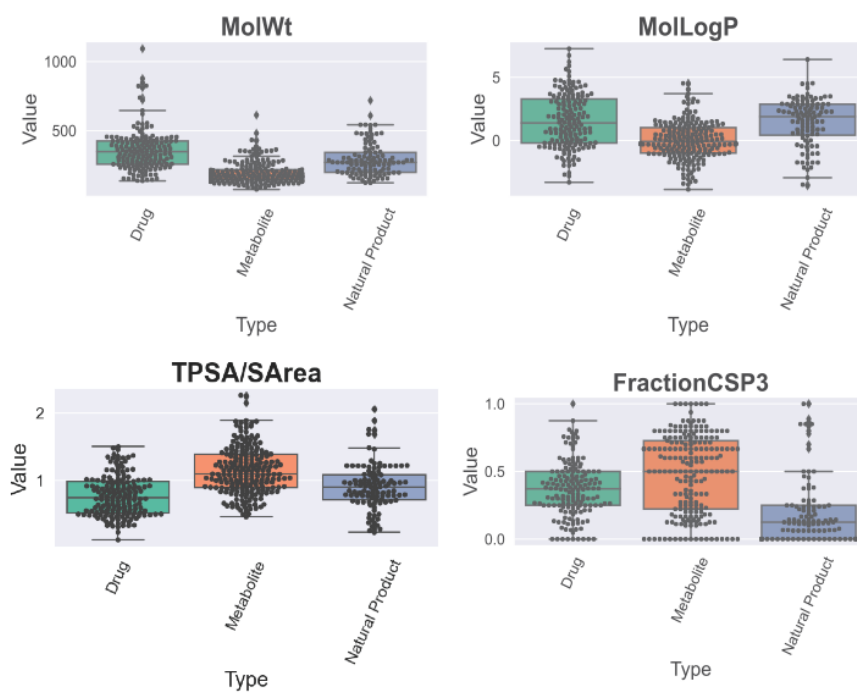 MolWt
1000
500
Value
Drug
Metabolite
Natural Product
Type
MolLogP
5
0
Value
Drug
Metabolite
Natural Product
Type
TPSA/SArea
2
1
Value
Drug
Metabolite
Natural Product
Type
FractionCSP3
1.0
0.5
0.0
Value
Drug
Metabolite
Natural Product
Type